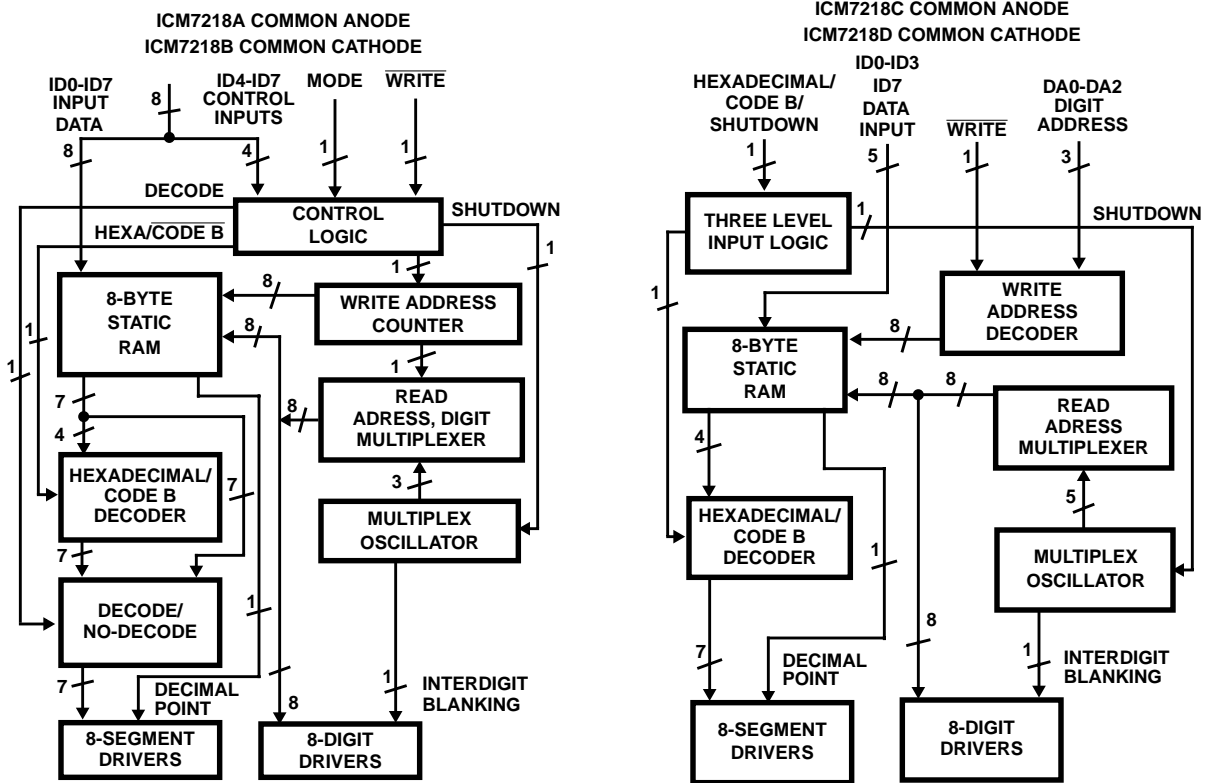 ICM7218A COMMON ANODE
ICM7218B COMMON CATHODE
ID0-ID7
INPUT
DATA
8
ID4-ID7
CONTROL
INPUTS
MODE
WRITE
8
4
1
1
DECODE
HEXA/CODE B
CONTROL
LOGIC
SHUTDOWN
1
1
8-BYTE
STATIC
RAM
8
WRITE ADDRESS
COUNTER
8
1
1
1
7
8
READ
ADRESS, DIGIT
MULTIPLEXER
4
HEXADECIMAL/
CODE B
DECODER
7
3
MULTIPLEX
OSCILLATOR
7
DECODE/
NO-DECODE
1
7
DECIMAL
POINT
8
1
INTERDIGIT
BLANKING
8-SEGMENT
DRIVERS
8-DIGIT
DRIVERS
ICM7218C COMMON ANODE
ICM7218D COMMON CATHODE
HEXADECIMAL/
CODE B/
SHUTDOWN
ID0-ID3
ID7
DATA
INPUT
WRITE
DA0-DA2
DIGIT
ADDRESS
1
5
1
3
THREE LEVEL
INPUT LOGIC
1
SHUTDOWN
1
WRITE
ADDRESS
DECODER
8-BYTE
STATIC
RAM
8
8
8
READ
ADRESS
MULTIPLEXER
4
5
HEXADECIMAL/
CODE B
DECODER
1
MULTIPLEX
OSCILLATOR
8
7
DECIMAL
POINT
1
INTERDIGIT
BLANKING
8-SEGMENT
DRIVERS
8-DIGIT
DRIVERS